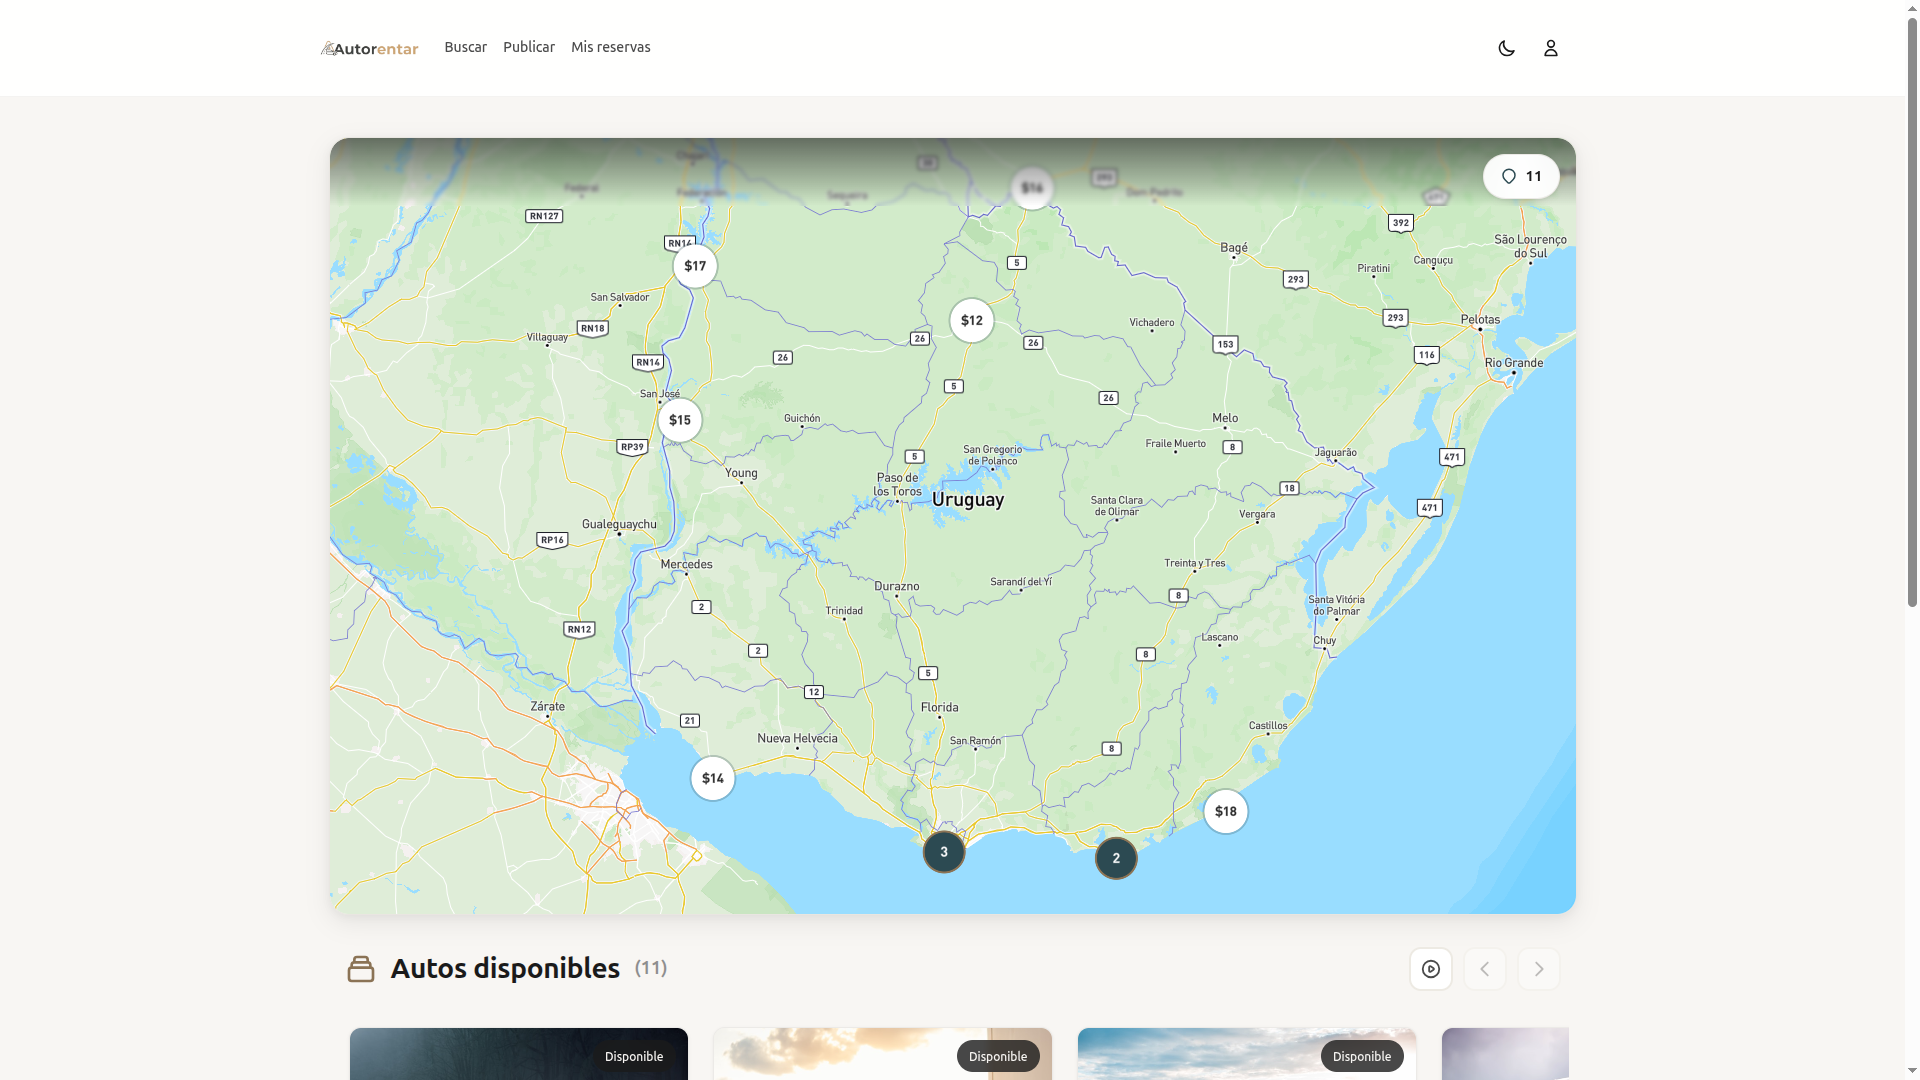 Autorentar
Buscar
Publicar
Mis reservas
11
Federal
Sequeira
$16
Dom Pedrito
RN127
392
São Lourenço
do Sul
RN14
$17
5
Bagé
Piratini
Canguçu
293
San Salvador
$12
Vichadero
293
Pelotas
Villaguay
RN18
26
26
153
116
RN14
26
Rio Grande
San José
5
26
$15
Guichón
Melo
Fraile Muerto
8
Jaguarão
RP39
5
San Gregorio
de Polanco
471
Young
Paso de
los Toros
Uruguay
18
Santa Clara
de Olimar
Vergara
471
Gualeguaychu
RP16
Mercedes
Treinta y Tres
Durazno
Sarandí del Yí
8
Santa Vitória
do Palmar
2
Trinidad
RN12
Lascano
Chuy
2
8
5
12
Zárate
21
Florida
Castillos
Nueva Helvecia
San Ramón
8
$14
$18
3
2
Autos disponibles (11)
Disponible
Disponible
Disponible